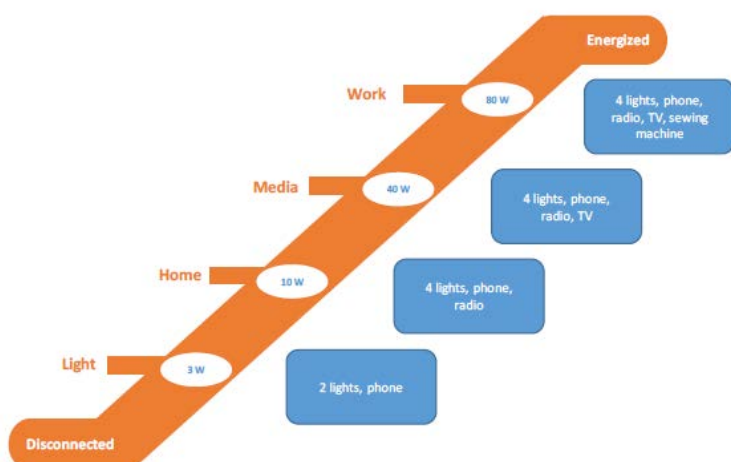 Energized
Work
80 W
4 lights, phone,
radio, TV, sewing
machine
Media
40 W
4 lights, phone,
radio, TV
Home
10 W
4 lights, phone,
radio
Light
3 W
2 lights, phone
Disconnected